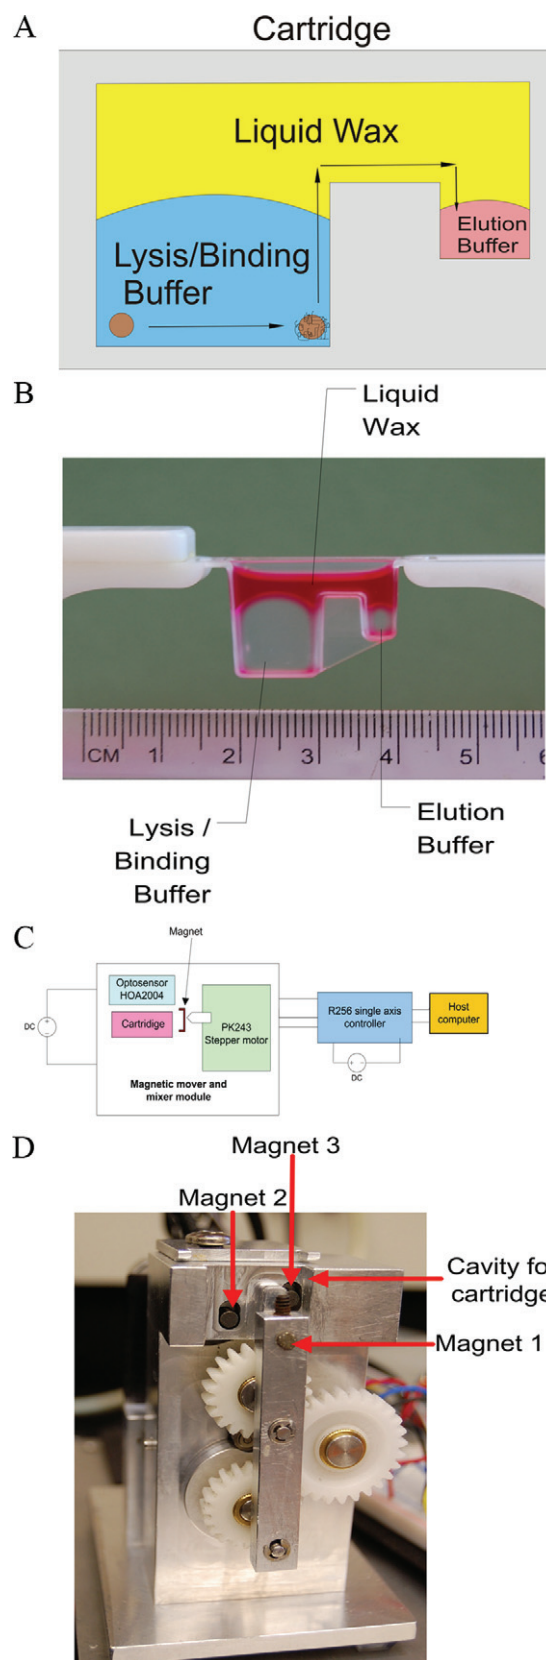 A
Cartridge
Liquid Wax
Lysis/Binding
Buffer
Elution
Buffer
B
Liquid
Wax
CM 1 2 3 4 5 6
Lysis /
Binding
Buffer
Elution
Buffer
C
Magnet
Optosensor
HOA2004
Cartridige
PK243
Stepper motor
R256 single axis
controller
Host
computer
DC
DC
Magnetic mover and
mixer module
D
Magnet 3
Magnet 2
Cavity fo
cartridge
Magnet 1